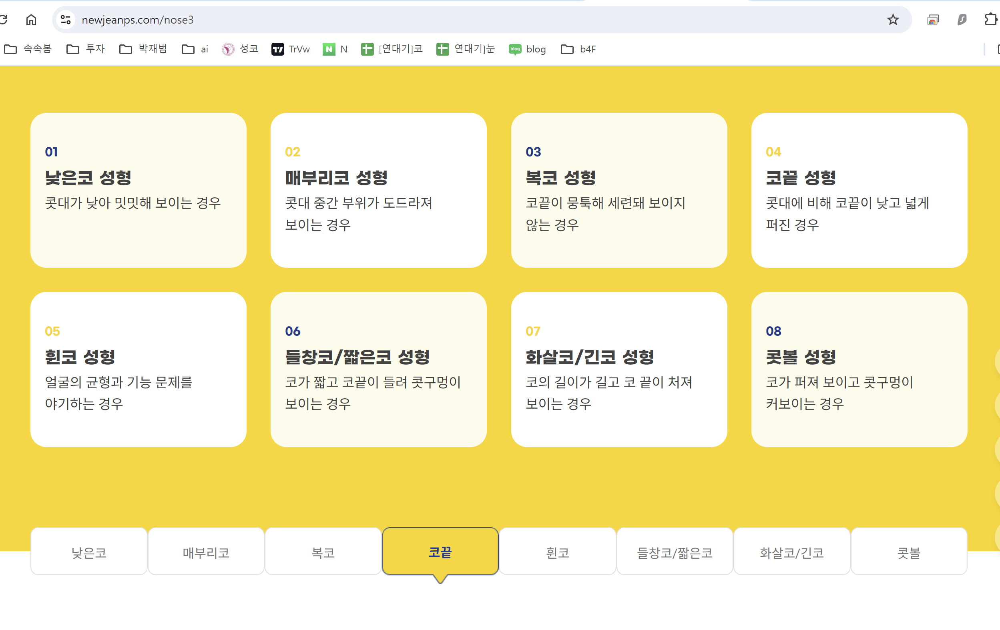 newjeanps.com/nose3
속속봄 투자 박재범 ai 성코 TrVw N [연대기]코 연대기]눈 blog b4F
01
낮은코 성형
콧대가 낮아 밋밋해 보이는 경우
02
매부리코 성형
콧대 중간 부위가 도드라져
보이는 경우
03
복코 성형
코끝이 뭉툭해 세련돼 보이지
않는 경우
04
코끝 성형
콧대에 비해 코끝이 낮고 넓게
퍼진 경우
05
휜코 성형
얼굴의 균형과 기능 문제를
야기하는 경우
06
들창코/짧은코 성형
코가 짧고 코끝이 들려 콧구멍이
보이는 경우
07
화살코/긴코 성형
코의 길이가 길고 코 끝이 처져
보이는 경우
08
콧볼 성형
코가 퍼져 보이고 콧구멍이
커보이는 경우
낮은코 매부리코 복코 코끝 휜코 들창코/짧은코 화살코/긴코 콧볼